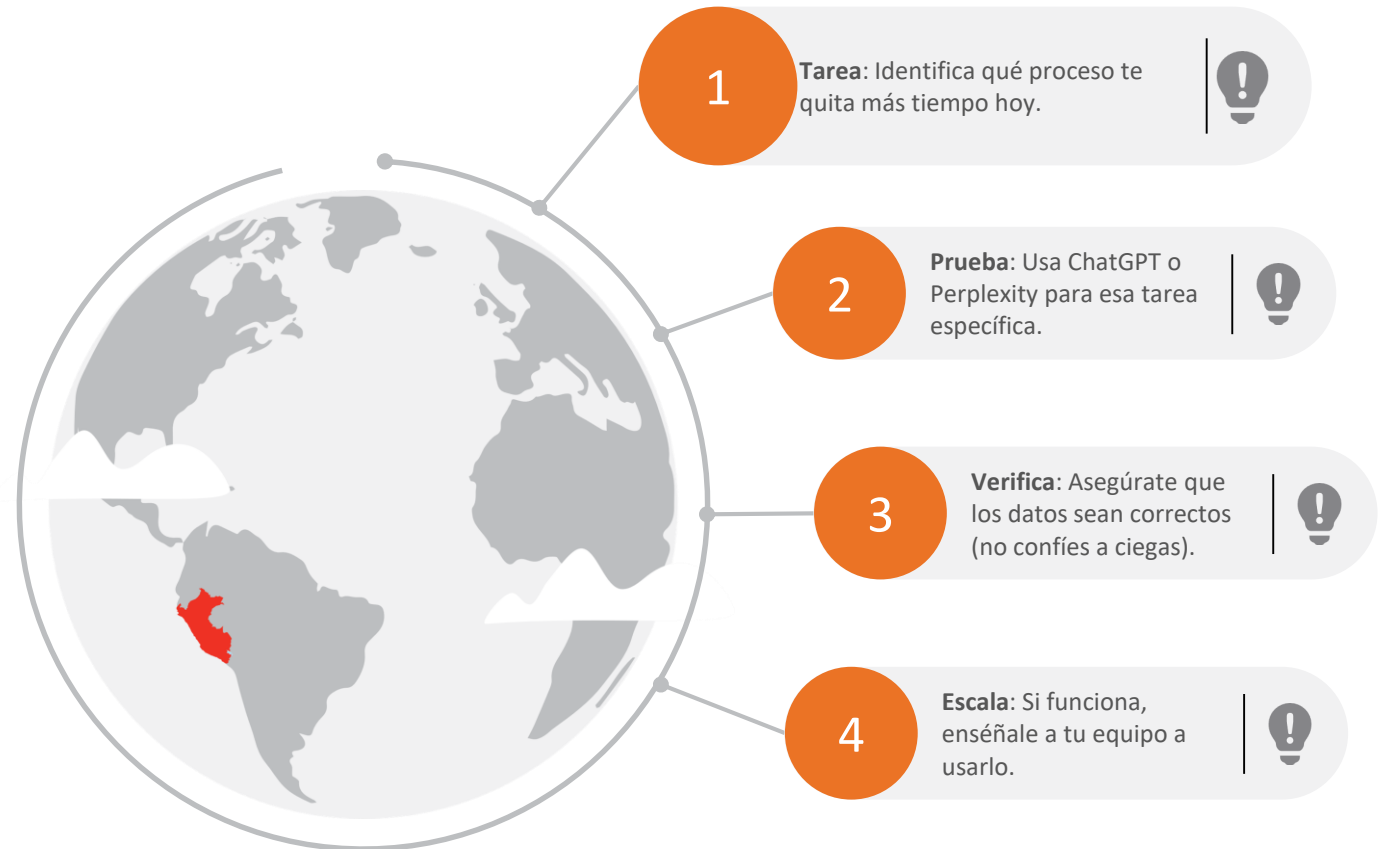 1
Tarea: Identifica qué proceso te
quita más tiempo hoy.
2
Prueba: Usa ChatGPT o
Perplexity para esa tarea
específica.
3
Verifica: Asegúrate que
los datos sean correctos
(no confíes a ciegas).
4
Escala: Si funciona,
enséñale a tu equipo a
usarlo.